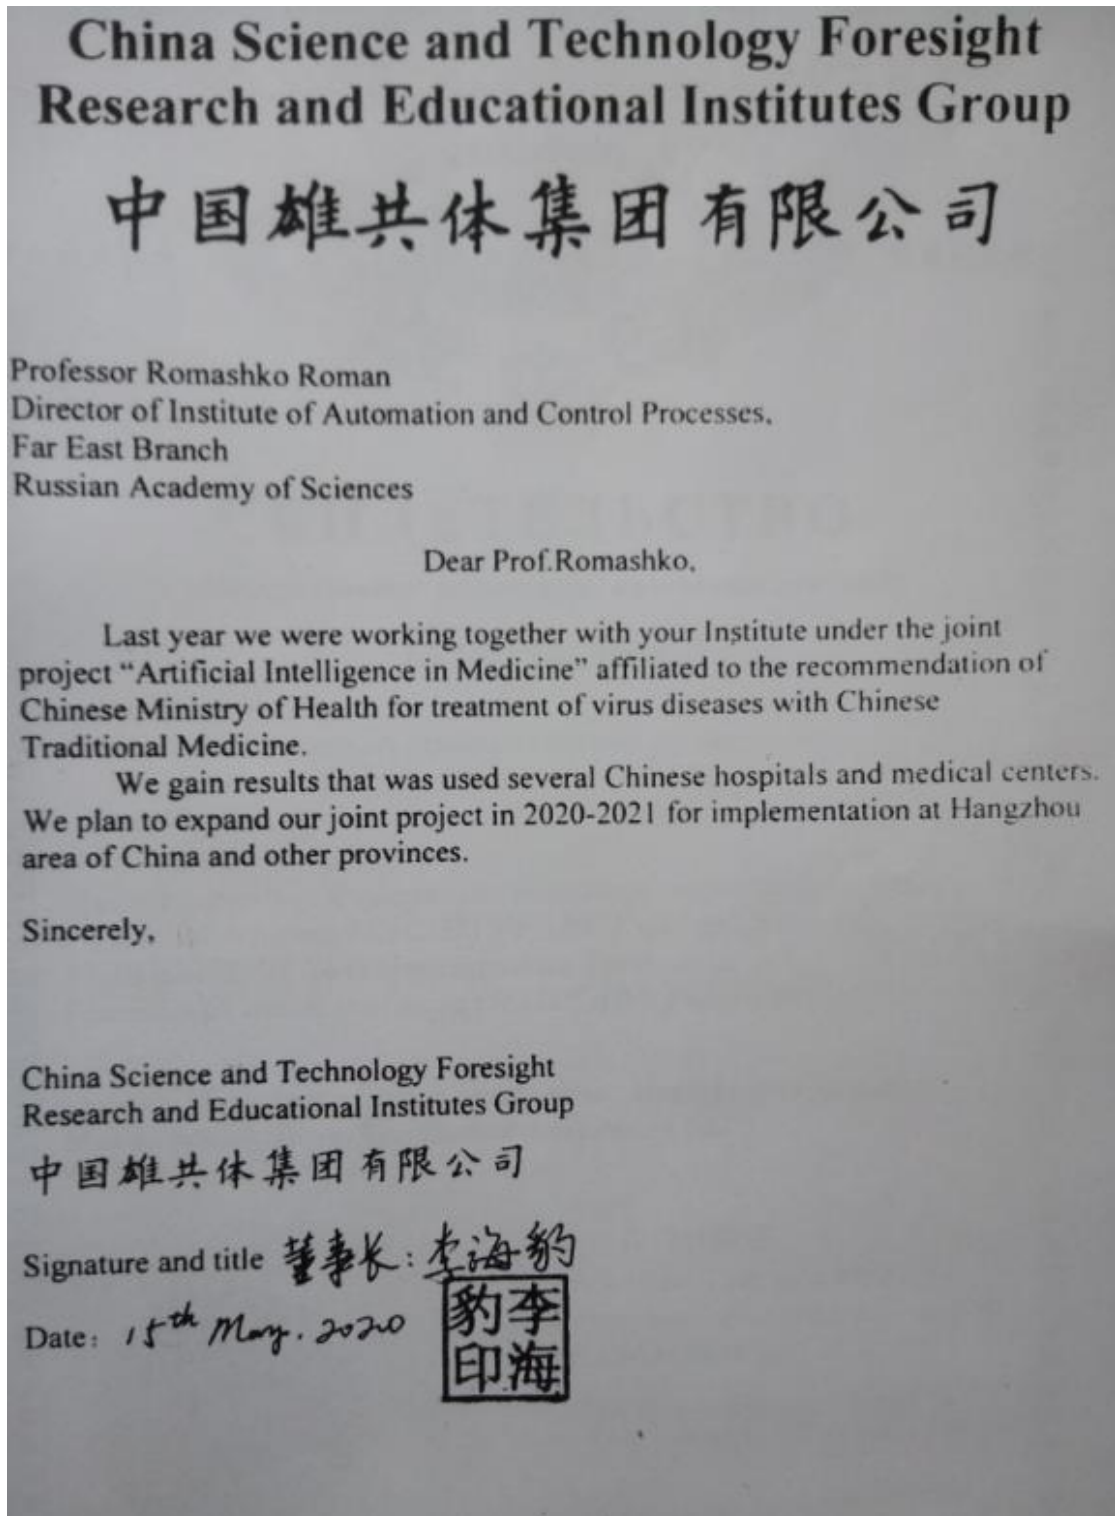 China Science and Technology Foresight
Research and Educational Institutes Group
中国雄共体集团有限公司
Professor Romashko Roman
Director of Institute of Automation and Control Processes,
Far East Branch
Russian Academy of Sciences
Dear Prof.Romashko,
Last year we were working together with your Institute under the joint
project “Artificial Intelligence in Medicine” affiliated to the recommendation of
Chinese Ministry of Health for treatment of virus diseases with Chinese
Traditional Medicine.
We gain results that was used several Chinese hospitals and medical centers.
We plan to expand our joint project in 2020-2021 for implementation at Hangzhou
area of China and other provinces.
Sincerely,
China Science and Technology Foresight
Research and Educational Institutes Group
中国雄共体集团有限公司
Signature and title 董事长:李海豹
Date: 15th May. 2020
李海
豹印